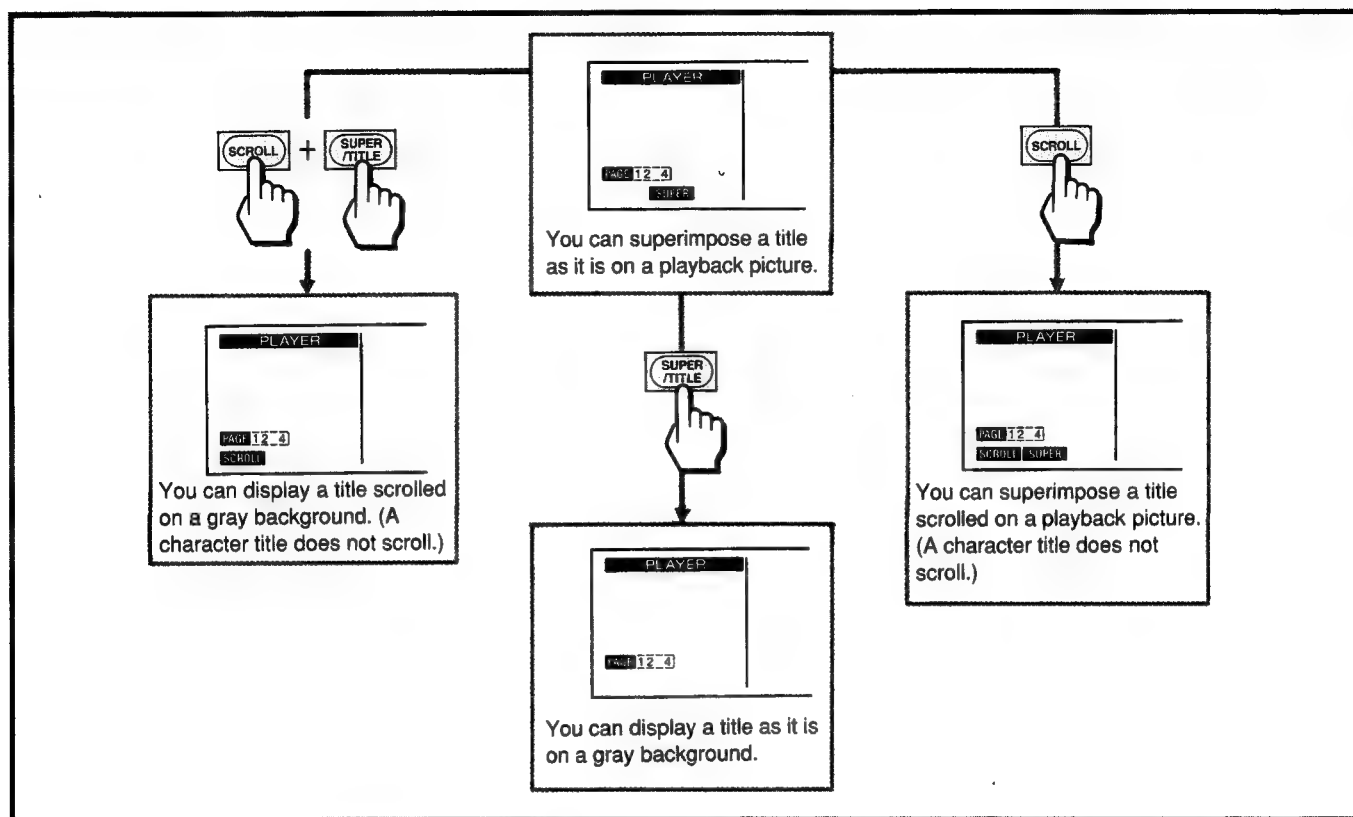 PLAYER
PAGE 12_4
SUPER
You can superimpose a title
as it is on a playback picture.
SCROLL + SUPER
/TITLE
SCROLL
SUPER
/TITLE
PLAYER
PAGE 12_4
SCROLL
You can display a title scrolled
on a gray background. (A
character title does not scroll.)
PLAYER
PAGE 12_4
SCROLL SUPER
You can superimpose a title
scrolled on a playback picture.
(A character title does not
scroll.)
PLAYER
PAGE 12_4
You can display a title as it is
on a gray background.